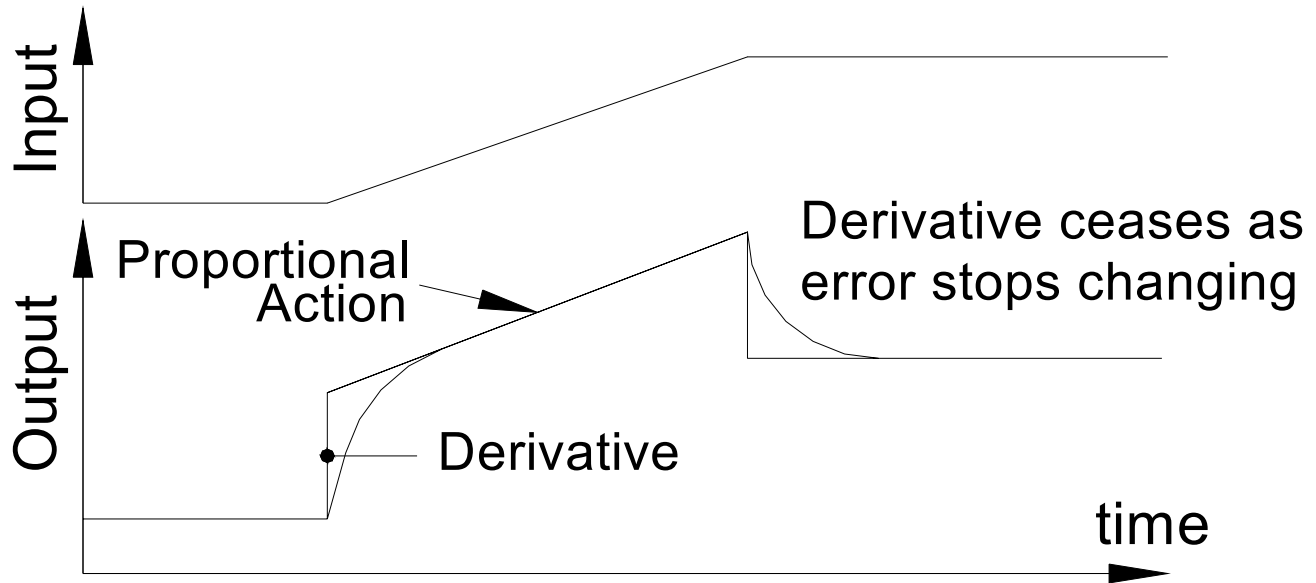 Input
Output
Proportional
Action
Derivative ceases as
error stops changing
Derivative
time